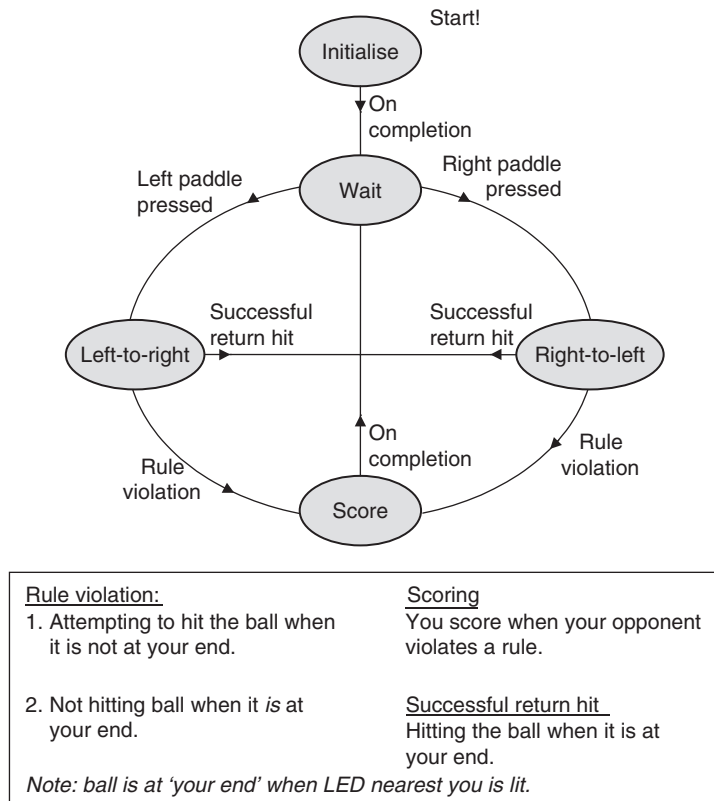 Start!
Initialise
On
completion
Left paddle
pressed
Right paddle
pressed
Wait
Successful
return hit
Successful
return hit
Left-to-right
Right-to-left
On
completion
Rule
violation
Rule
violation
Score
Rule violation:
1. Attempting to hit the ball when
it is not at your end.
2. Not hitting ball when it is at
your end.
Scoring
You score when your opponent
violates a rule.
Successful return hit
Hitting the ball when it is at
your end.
Note: ball is at ‘your end’ when LED nearest you is lit.